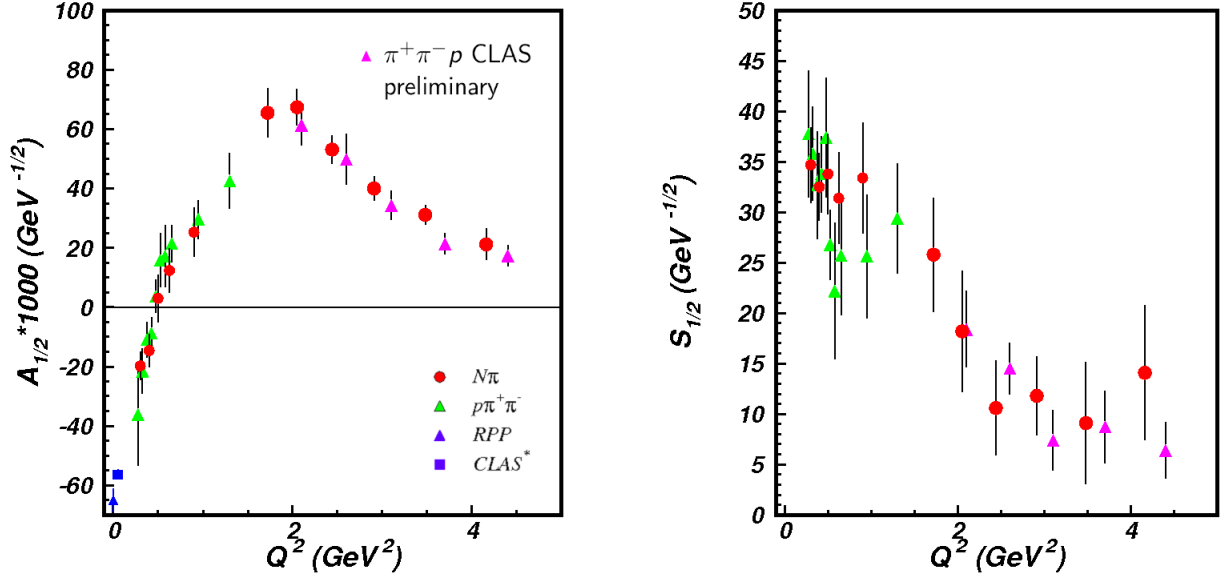 100
80
60
40
20
0
-20
-40
-60
A1/2*1000 (GeV -1/2)
π+π−p CLAS
preliminary
Nπ
pπ+π-
RPP
CLAS*
0 2 4
Q2 (GeV2)
50
45
40
35
30
25
20
15
10
5
0
S1/2 (GeV -1/2)
0 2 4
Q2 (GeV2)